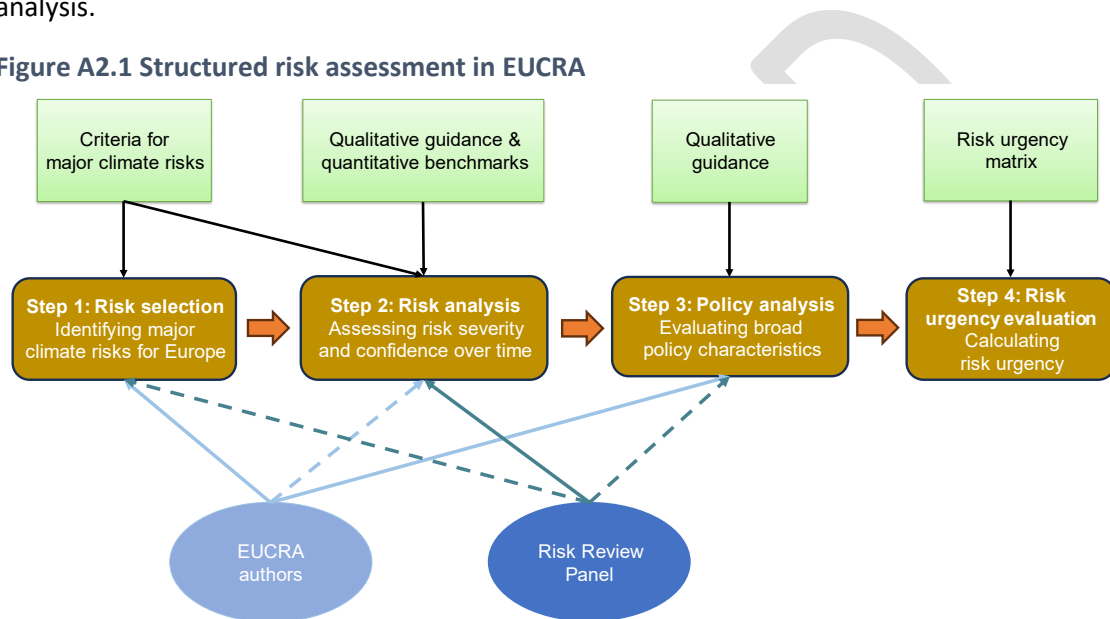 analysis.
Figure A2.1 Structured risk assessment in EUCRA
Criteria for
major climate risks
Qualitative guidance &
quantitative benchmarks
Qualitative
guidance
Risk urgency
matrix
Step 1: Risk selection
Identifying major
climate risks for Europe
Step 2: Risk analysis
Assessing risk severity
and confidence over time
Step 3: Policy analysis
Evaluating broad
policy characteristics
Step 4: Risk
urgency evaluation
Calculating
risk urgency
EUCRA
authors
Risk Review
Panel